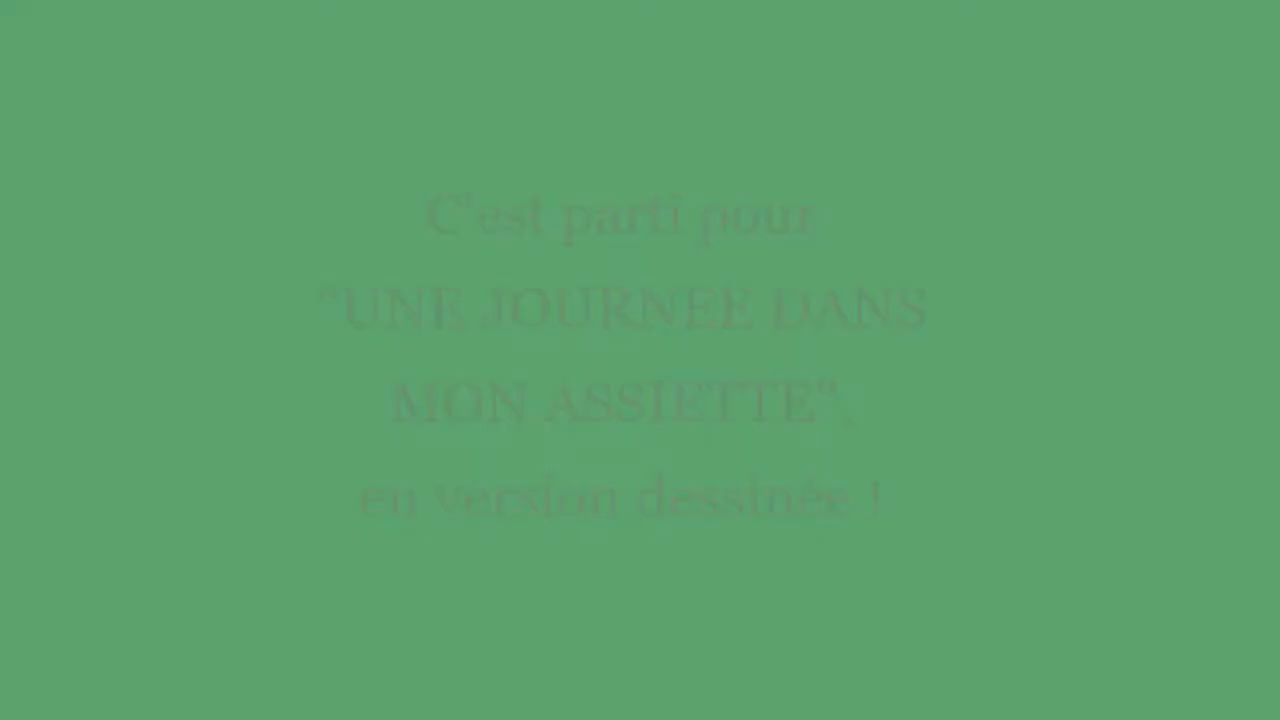 C'est parti pour
"UNE JOURNEE DANS
MON ASSIETTE",
en version dessinée !